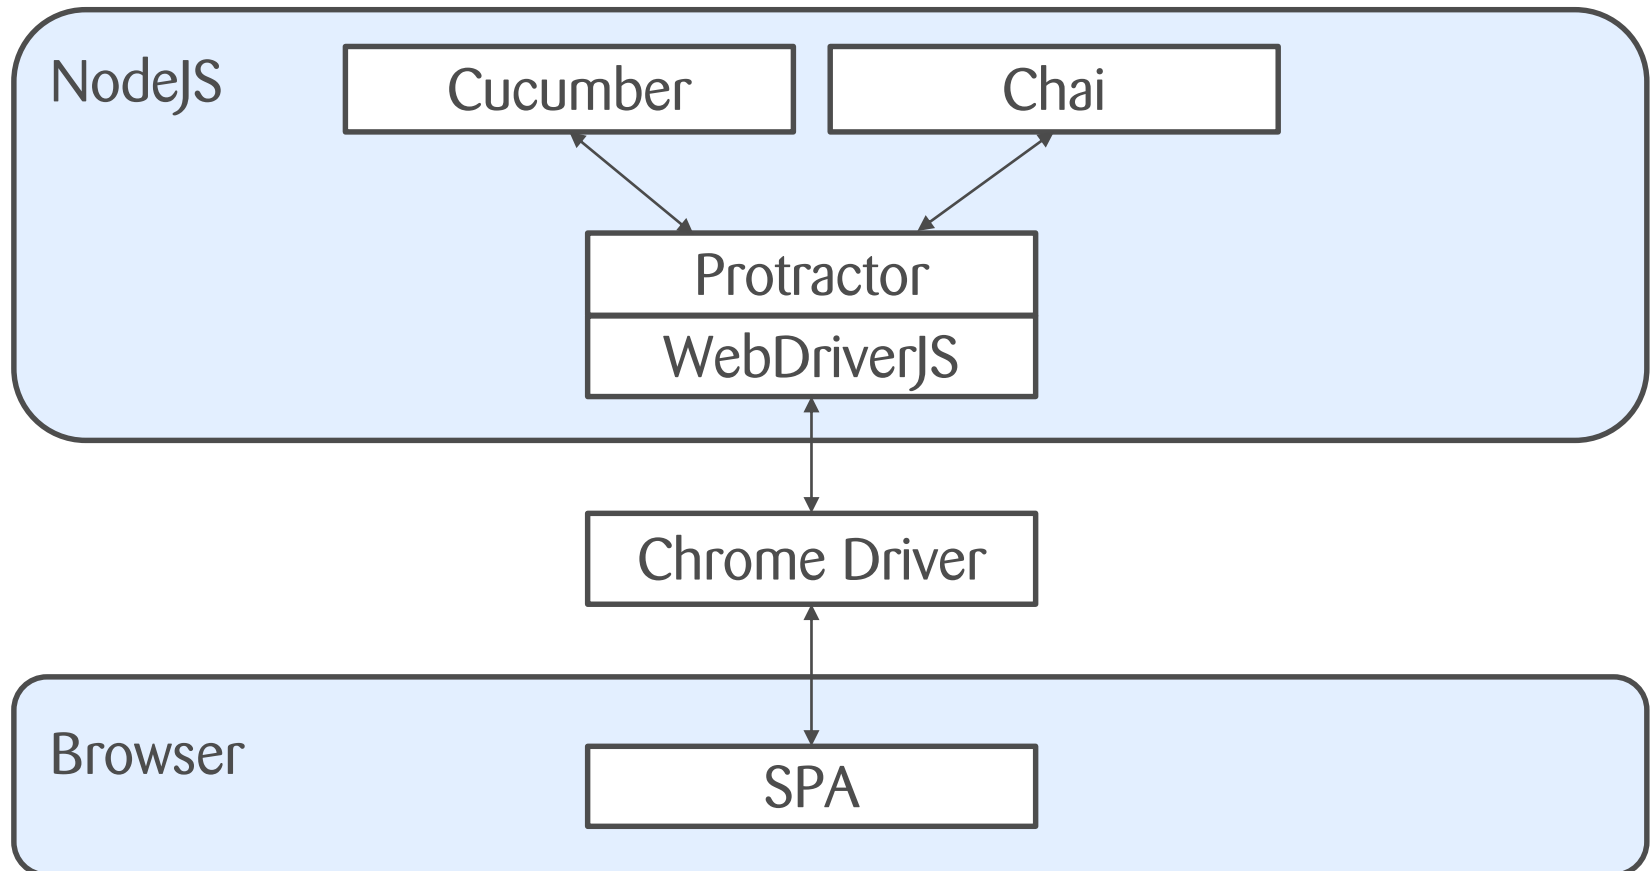 NodeJS
Cucumber
Chai
Protractor
WebDriverJS
Chrome Driver
Browser
SPA